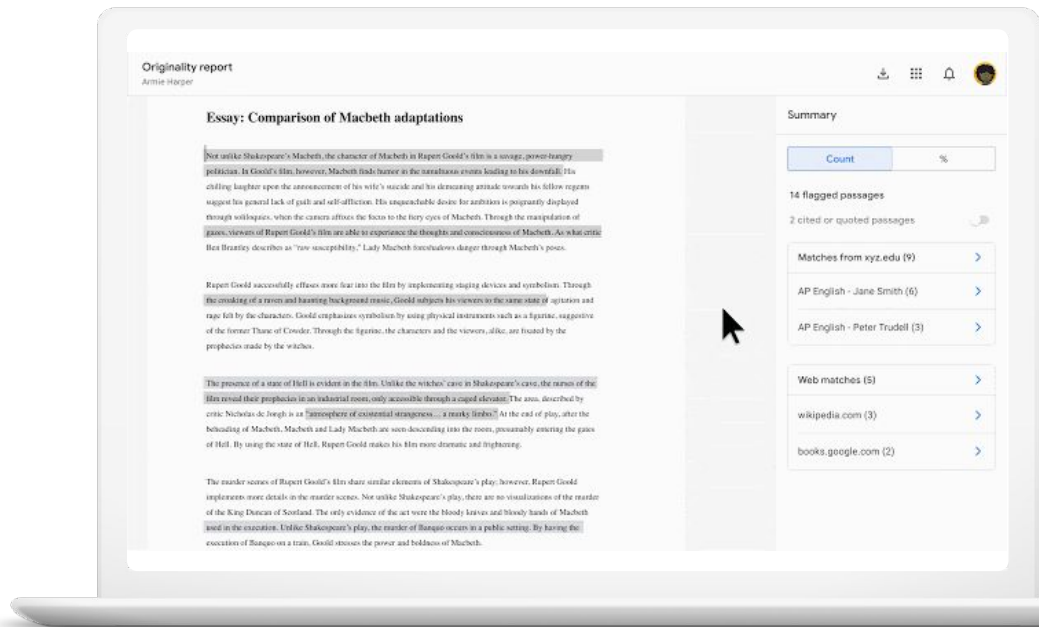 Originality report
Armie Harper
Essay: Comparison of Macbeth adaptations
Not unlike Shakespeare's Macbeth, the character of Macbeth in Rupert Goold's film is a savage, power-hungry
politician. In Goold's film, however, Macbeth finds humor in the tumultuous events leading to his downfall. His
chilling laughter upon the announcement of his wife's suicide and his demeaning attitude towards his fellow regents
suggest his general lack of guilt and self-affliction. His unquenchable desire for ambition is poignantly displayed
through soliloquies, when the camera affixes the focus to the fiery eyes of Macbeth. Through the manipulation of
gazes, viewers of Rupert Goold's film are able to experience the thoughts and consciousness of Macbeth. As what critic
Ben Brantley describes as "raw susceptibility," Lady Macbeth foreshadows danger through Macbeth's poses.
Rupert Goold successfully effuses more fear into the film by implementing staging devices and symbolism. Through
the croaking of a raven and haunting background music, Goold subjects his viewers to the same state of agitation and
rage felt by the characters. Goold emphasizes symbolism by using physical instruments such as a figurine, suggestive
of the former Thane of Cowder. Through the figurine, the characters and the viewers, alike, are fixated by the
prophecies made by the witches.
The presence of a state of Hell is evident in the film. Unlike the witches' cave in Shakespeare's cave, the nurses of the
film reveal their prophecies in an industrial room, only accessible through a caged elevator. The area, described by
critic Nicholas de Jongh is an "atmosphere of existential strangeness… a murky limbo." At the end of play, after the
beheading of Macbeth, Macbeth and Lady Macbeth are seen descending into the room, presumably entering the gates
of Hell. By using the state of Hell, Rupert Goold makes his film more dramatic and frightening.
The murder scenes of Rupert Goold's film share similar elements of Shakespeare's play; however, Rupert Goold
implements more details in the murder scenes. Not unlike Shakespeare's play, there are no visualizations of the murder
of the King Duncan of Scotland. The only evidence of the act were the bloody knives and bloody hands of Macbeth
used in the execution. Unlike Shakespeare's play, the murder of Banquo occurs in a public setting. By having the
execution of Banquo on a train, Goold stresses the power and boldness of Macbeth.
Summary
Count %
14 flagged passages
2 cited or quoted passages
Matches from xyz.edu (9)
AP English - Jane Smith (6)
AP English - Peter Trudell (3)
Web matches (5)
wikipedia.com (3)
books.google.com (2)